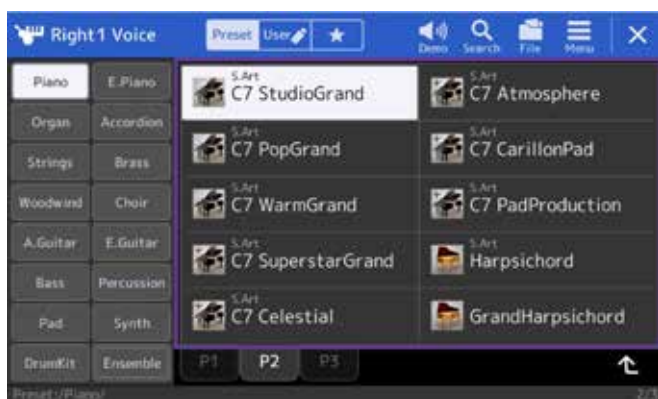 Right1 Voice
Preset User
Demo Search File Menu
Piano E.Piano
Organ Accordion
Strings Brass
Woodwind Choir
A.Guitar E.Guitar
Bass Percussion
Pad Synth
DrumKit Ensemble
S.Art
C7 StudioGrand
S.Art
C7 Atmosphere
S.Art
C7 PopGrand
S.Art
C7 CarillonPad
S.Art
C7 WarmGrand
S.Art
C7 PadProduction
S.Art
C7 SuperstarGrand
S.Art
Harpsichord
S.Art
C7 Celestial
GrandHarpsichord
P1 P2 P3
Preset:/Piano/